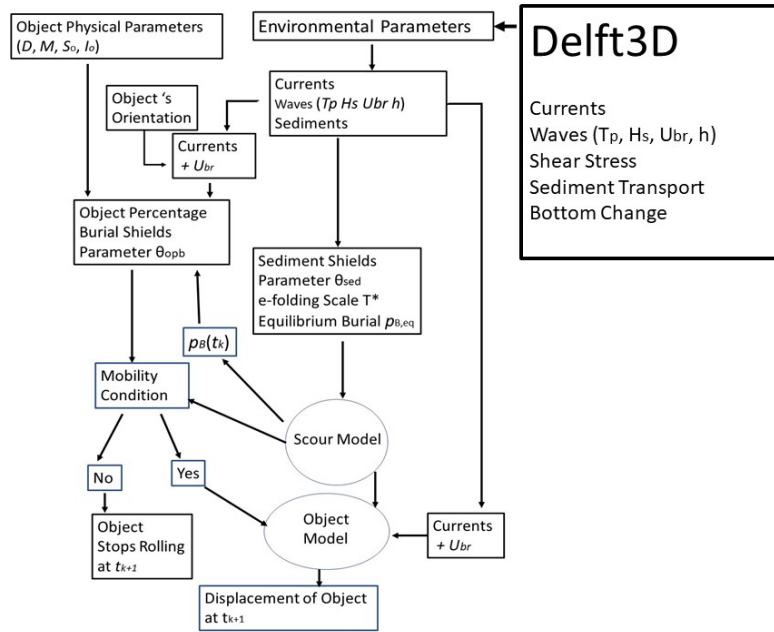 Object Physical Parameters
(D, M, So, Io)
Environmental Parameters
Delft3D
Currents
Waves (Tp, Hs, Ubr, h)
Shear Stress
Sediment Transport
Bottom Change
Currents
Waves (Tp Hs Ubr h)
Sediments
Object ‘s
Orientation
Currents
+ Ubr
Object Percentage
Burial Shields
Parameter θopb
Sediment Shields
Parameter θsed
e-folding Scale T*
Equilibrium Burial pB,eq
pB(tk)
Mobility
Condition
Scour Model
No
Yes
Object
Stops Rolling
at tk+1
Object
Model
Currents
+ Ubr
Displacement of Object
at tk+1